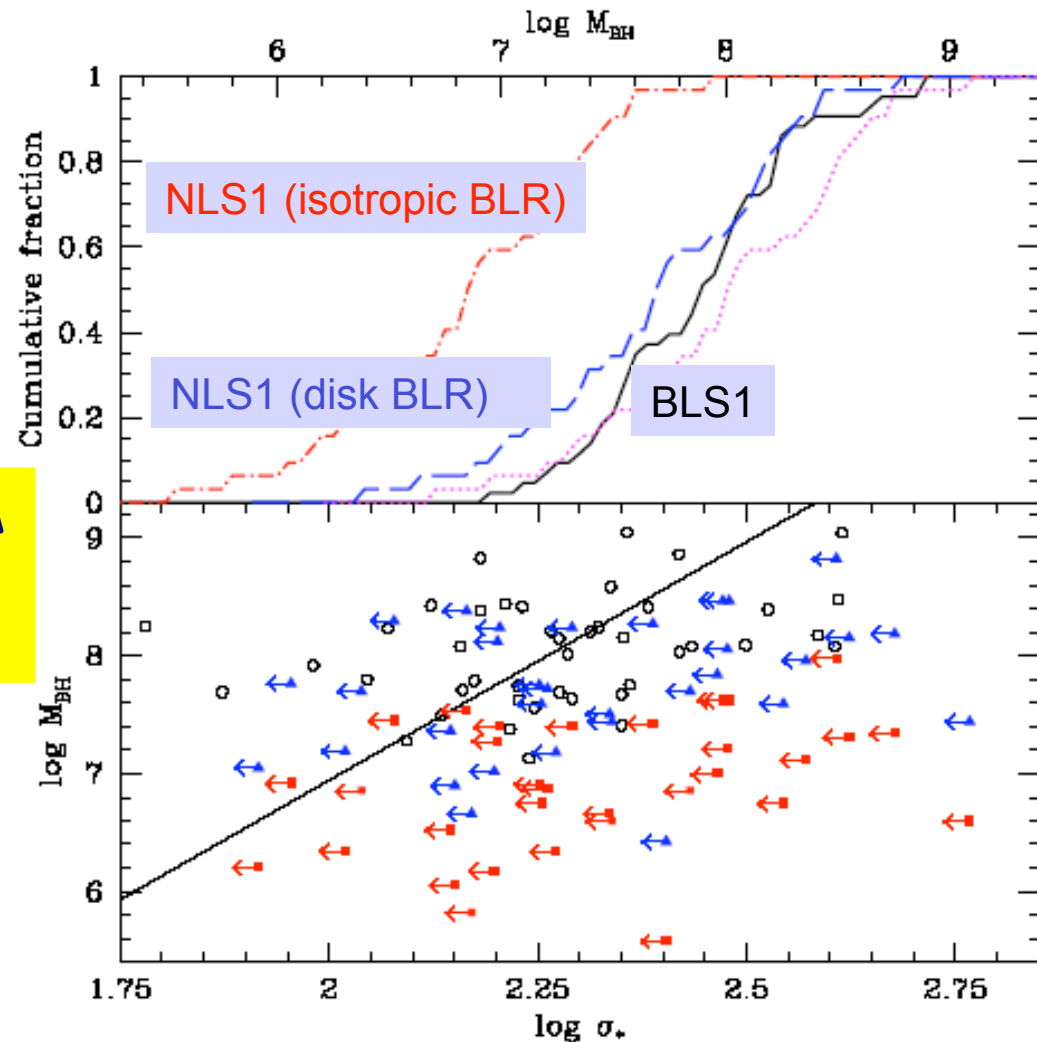 log M_BH
6 7 8 9
1
0.8
0.6
0.4
0.2
0
Cumulative fraction
NLS1 (isotropic BLR)
NLS1 (disk BLR)
BLS1
9
8
7
6
log M_BH
1.75 2 2.25 2.5 2.75
log σ*